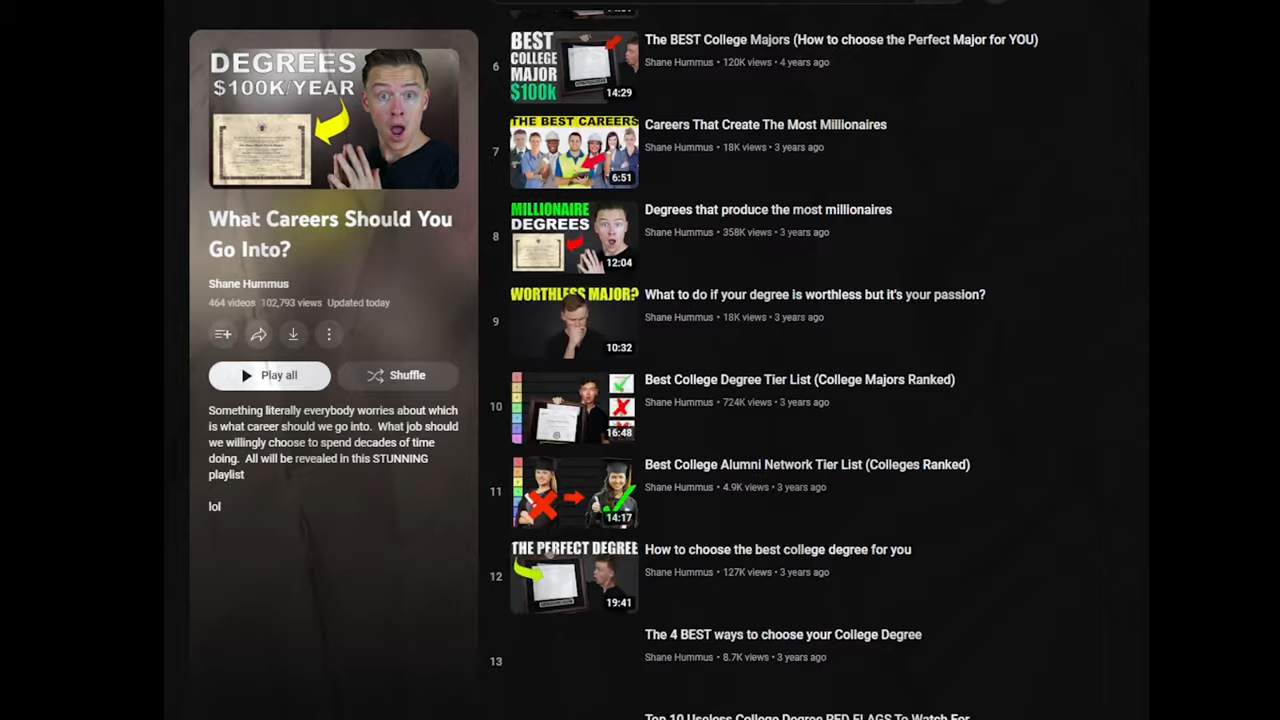 DEGREES
$100K/YEAR
What Careers Should You
Go Into?
Shane Hummus
464 videos 102,793 views Updated today
Play all
Shuffle
Something literally everybody worries about which
is what career should we go into. What job should
we willingly choose to spend decades of time
doing. All will be revealed in this STUNNING
playlist
lol
6
BEST
COLLEGE
MAJOR
$100k
14:29
The BEST College Majors (How to choose the Perfect Major for YOU)
Shane Hummus • 120K views • 4 years ago
7
THE BEST CAREERS
6:51
Careers That Create The Most Millionaires
Shane Hummus • 18K views • 3 years ago
8
MILLIONAIRE
DEGREES
12:04
Degrees that produce the most millionaires
Shane Hummus • 358K views • 3 years ago
9
WORTHLESS MAJOR?
10:32
What to do if your degree is worthless but it's your passion?
Shane Hummus • 18K views • 3 years ago
10
16:48
Best College Degree Tier List (College Majors Ranked)
Shane Hummus • 724K views • 3 years ago
11
14:17
Best College Alumni Network Tier List (Colleges Ranked)
Shane Hummus • 4.9K views • 3 years ago
12
THE PERFECT DEGREE
19:41
How to choose the best college degree for you
Shane Hummus • 127K views • 3 years ago
13
The 4 BEST ways to choose your College Degree
Shane Hummus • 8.7K views • 3 years ago
Top 10 Useless College Degree RED FLAGS To Watch For